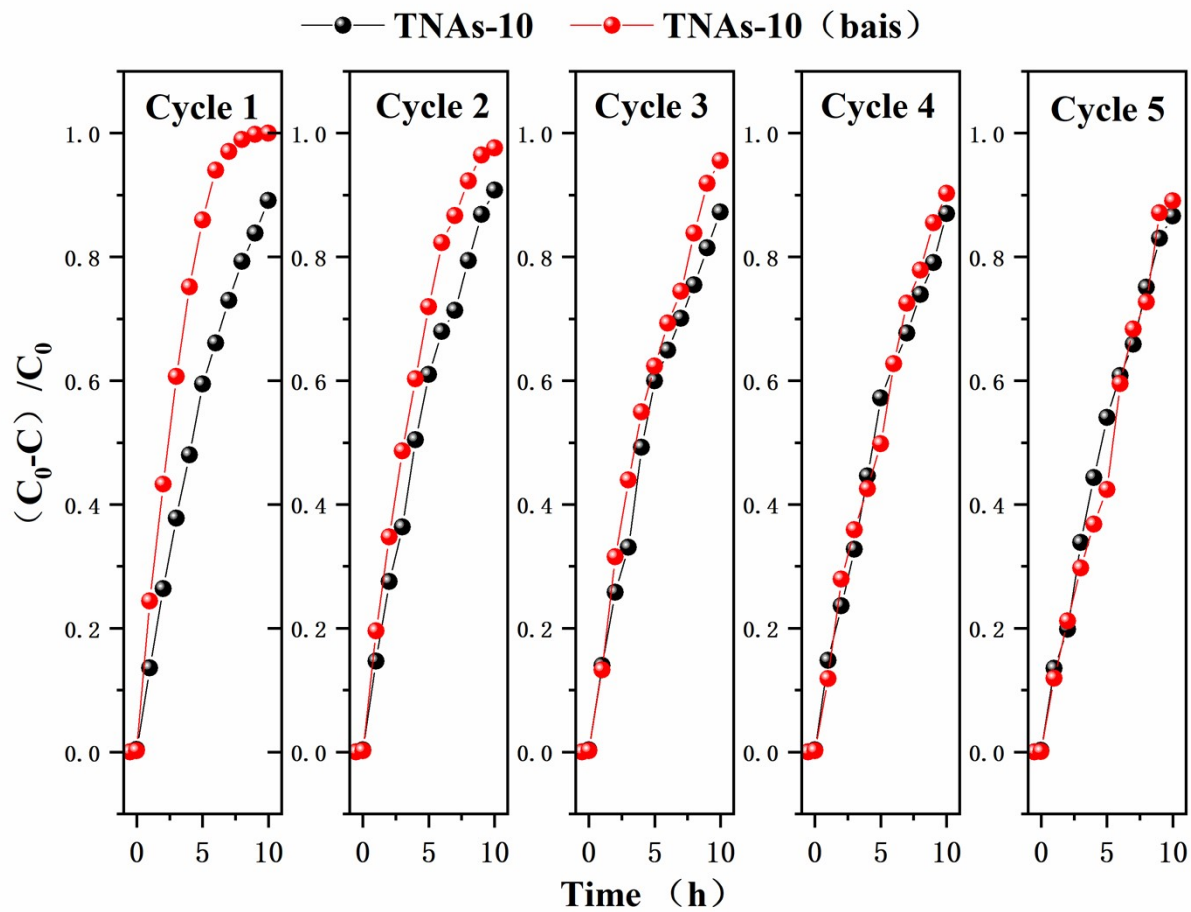 TNAs-10 TNAs-10（bais）
Cycle 1 Cycle 2 Cycle 3 Cycle 4 Cycle 5
1.0 1.0 1.0 1.0 1.0
0.8 0.8 0.8 0.8 0.8
0.6 0.6 0.6 0.6 0.6
0.4 0.4 0.4 0.4 0.4
0.2 0.2 0.2 0.2 0.2
0.0 0.0 0.0 0.0 0.0
（C₀-C）/C₀
0 5 10 0 5 10 0 5 10 0 5 10 0 5 10
Time （h）